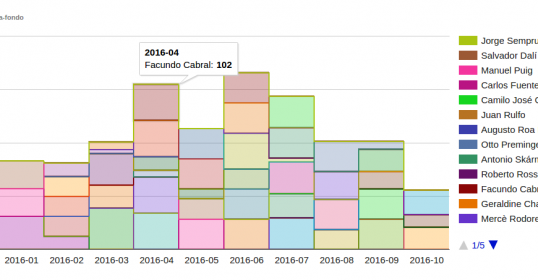 a-fondo
2016-04
Facundo Cabral: 102
Jorge Sempru
Salvador Dalí
Manuel Puig
Carlos Fuente
Camilo José C
Juan Rulfo
Augusto Roa
Otto Preminge
Antonio Skárm
Roberto Ross
Facundo Cabra
Geraldine Cha
Mercè Rodore
1/5
2016-01 2016-02 2016-03 2016-04 2016-05 2016-06 2016-07 2016-08 2016-09 2016-10